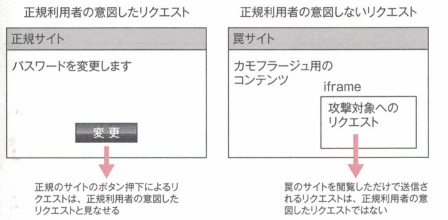 正規利用者の意図したリクエスト
正規サイト
パスワードを変更します
変 更
正規のサイトのボタン押下によるリ
クエストは、正規利用者の意図した
リクエストと見なせる
正規利用者の意図しないリクエスト
罠サイト
カモフラージュ用の
コンテンツ
iframe
攻撃対象への
リクエスト
罠のサイトを閲覧しただけで送信さ
れるリクエストは、正規利用者の意
図したリクエストではない